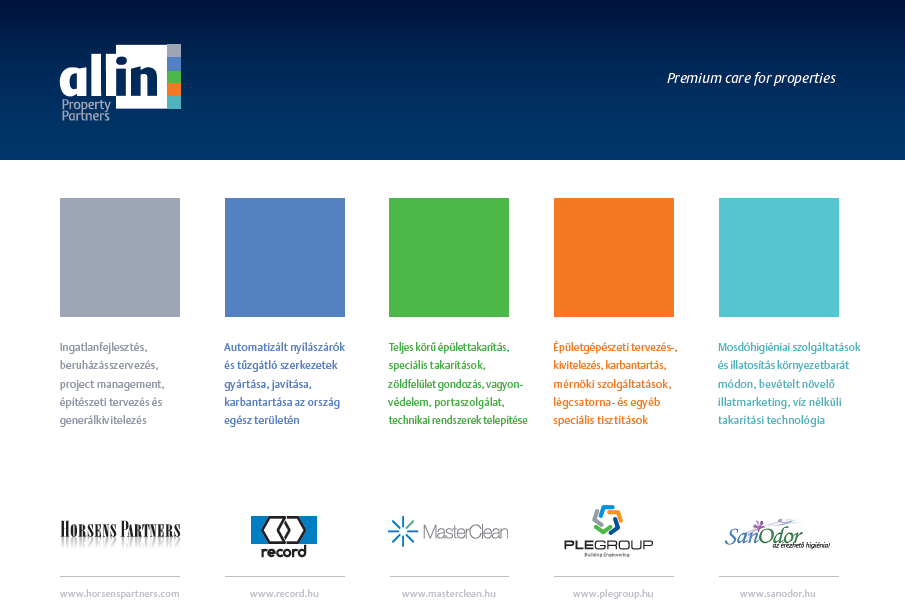 allin
Property
Partners
Premium care for properties
Ingatlanfejlesztés,
beruházásszervezés,
project management,
építészeti tervezés és
generálkivitelezés
Automatizált nyílászárók
és tűzgátló szerkezetek
gyártása, javítása,
karbantartása az ország
egész területén
Teljes körű épülettakarítás,
speciális takarítások,
zöldfelület gondozás, vagyon-
védelem, portaszolgálat,
technikai rendszerek telepítése
Épületgépészeti tervezés-,
kivitelezés, karbantartás,
mérnöki szolgáltatások,
légcsatorna- és egyéb
speciális tisztítások
Mosdóhigiéniai szolgáltatások
és illatosítás környezetbarát
módon, bevételt növelő
illatmarketing, víz nélküli
takarítási technológia
HORSENS PARTNERS
record
MasterClean
PLEGROUP
Building Engineering
SanOdor
az érezhető higiénia!
www.horsenspartners.com
www.record.hu
www.masterclean.hu
www.plegroup.hu
www.sanodor.hu